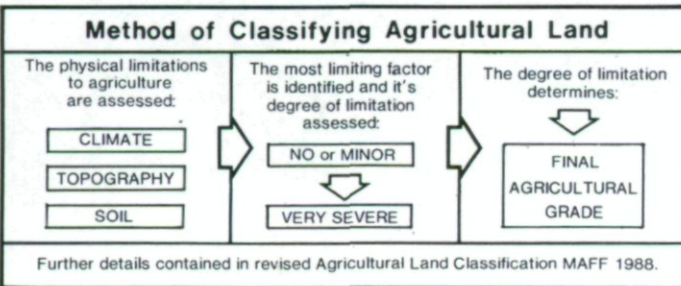 Method of Classifying Agricultural Land
The physical limitations
to agriculture
are assessed:
CLIMATE
TOPOGRAPHY
SOIL
The most limiting factor
is identified and it's
degree of limitation
assessed:
NO or MINOR
VERY SEVERE
The degree of limitation
determines:
FINAL
AGRICULTURAL
GRADE
Further details contained in revised Agricultural Land Classification MAFF 1988.